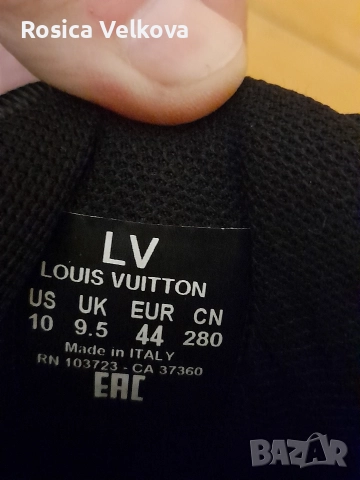 Rosica Velkova
LV
LOUIS VUITTON
US UK EUR CN
10 9.5 44 280
Made in ITALY
RN 103723 - CA 37360
EAC
BAZAR